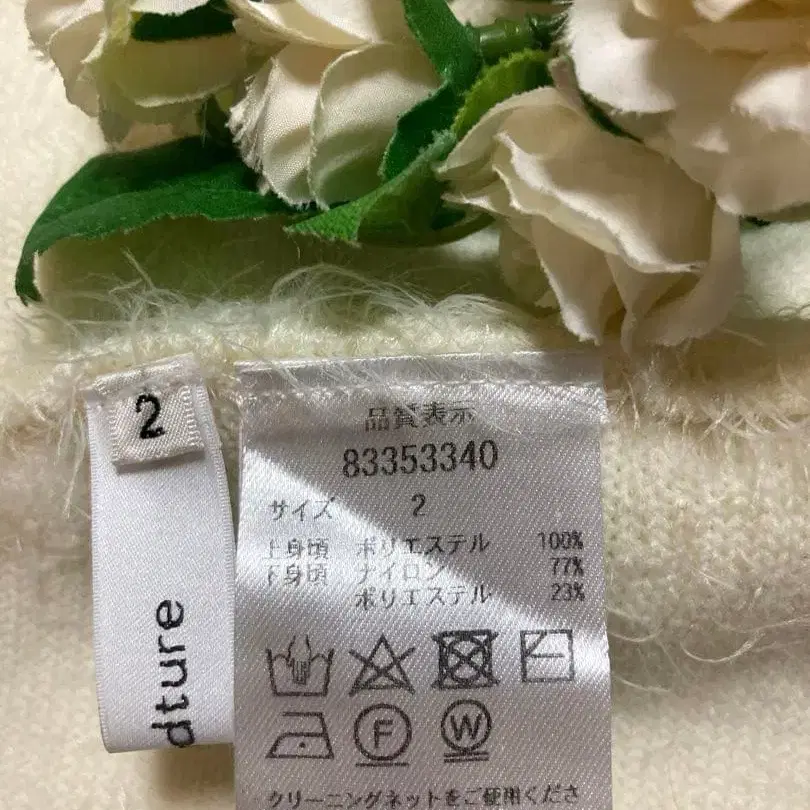 2
dture
品質表示
83353340
サイズ 2
上身頃 ポリエステル 100%
下身頃 ナイロン 77%
ポリエステル 23%
F W
クリーニングネットをご使用くださ